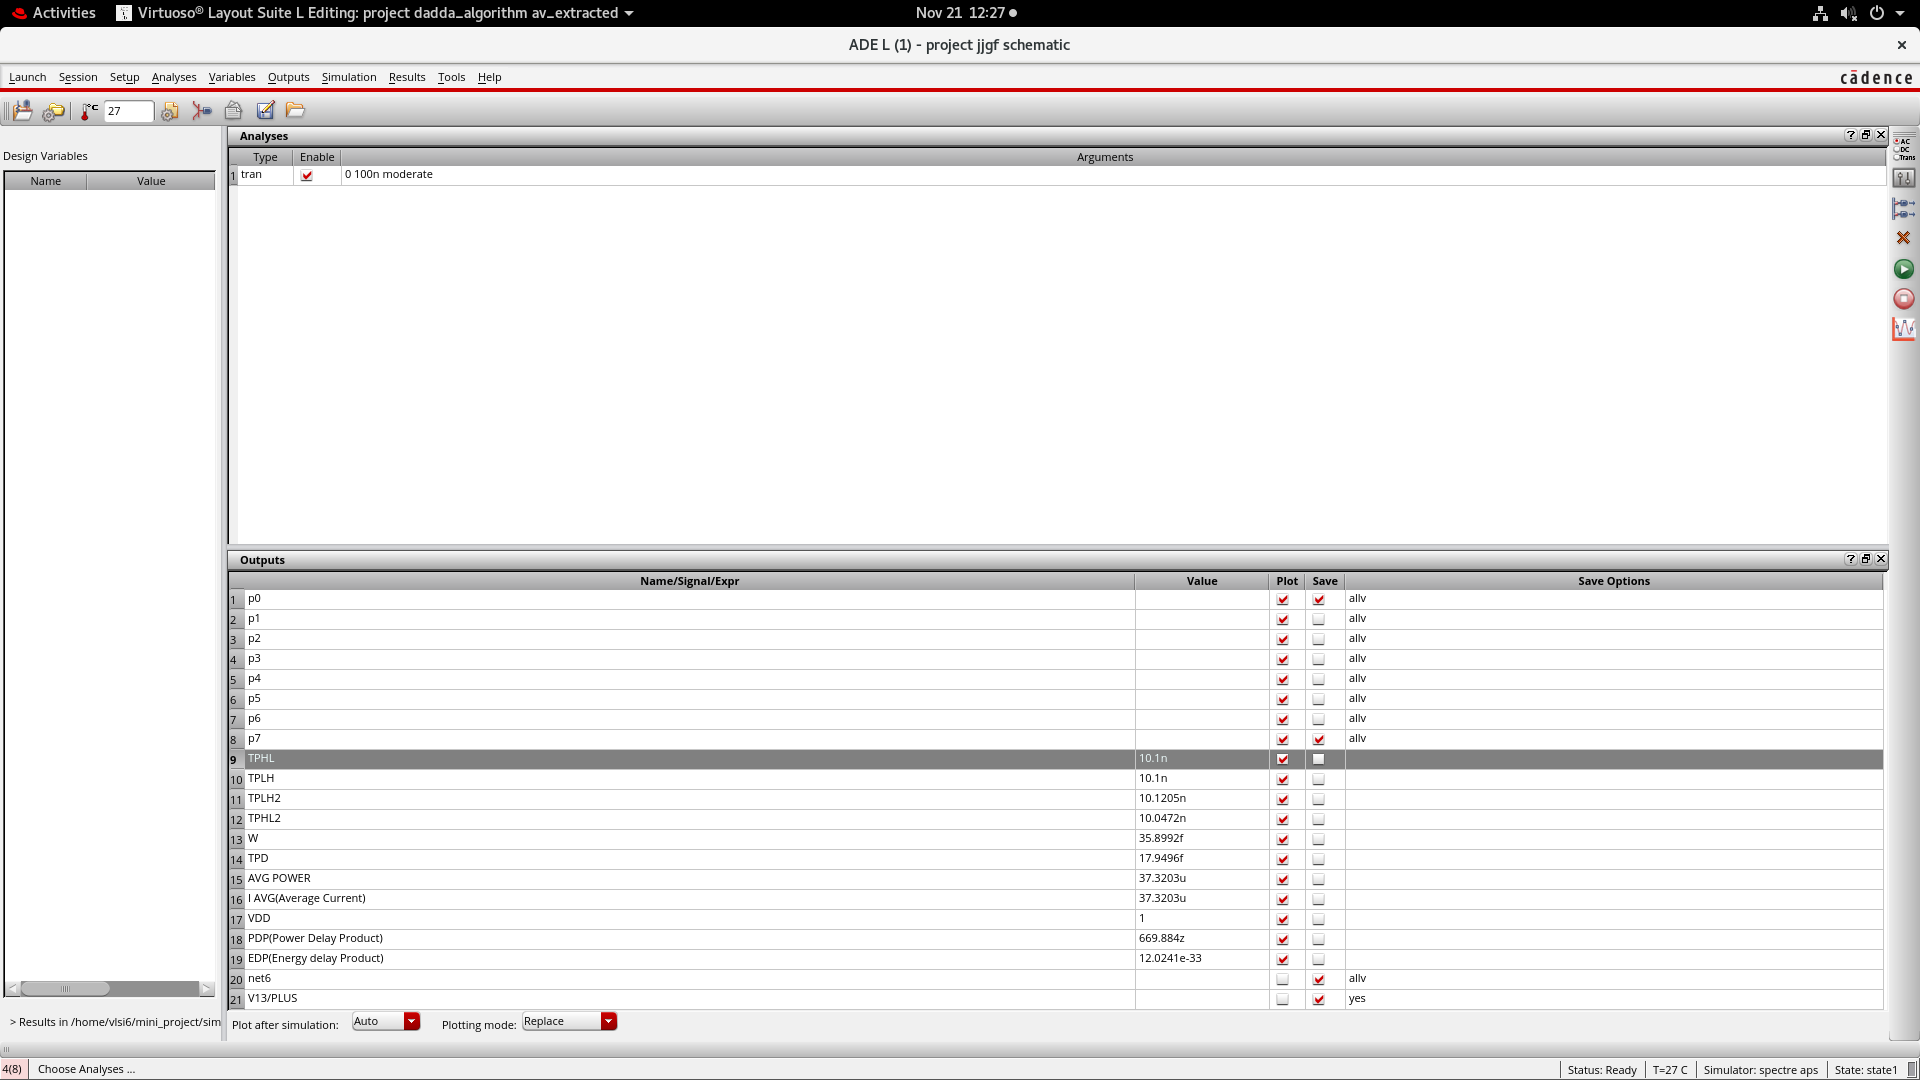 Activities Virtuoso® Layout Suite L Editing: project dadda_algorithm av_extracted Nov 21 12:27
ADE L (1) - project jjgf schematic
Launch Session Setup Analyses Variables Outputs Simulation Results Tools Help cādence
°C 27
Analyses
Design Variables
Name Value
Type Enable Arguments
1 tran 0 100n moderate
AC
DC
Trans
Outputs
Name/Signal/Expr Value Plot Save Save Options
1 p0 allv
2 p1 allv
3 p2 allv
4 p3 allv
5 p4 allv
6 p5 allv
7 p6 allv
8 p7 allv
9 TPHL 10.1n
10 TPLH 10.1n
11 TPLH2 10.1205n
12 TPHL2 10.0472n
13 W 35.8992f
14 TPD 17.9496f
15 AVG POWER 37.3203u
16 I AVG(Average Current) 37.3203u
17 VDD 1
18 PDP(Power Delay Product) 669.884z
19 EDP(Energy delay Product) 12.0241e-33
20 net6 allv
21 V13/PLUS yes
> Results in /home/vlsi6/mini_project/sim
Plot after simulation: Auto Plotting mode: Replace
4(8) Choose Analyses ... Status: Ready T=27 C Simulator: spectre aps State: state1